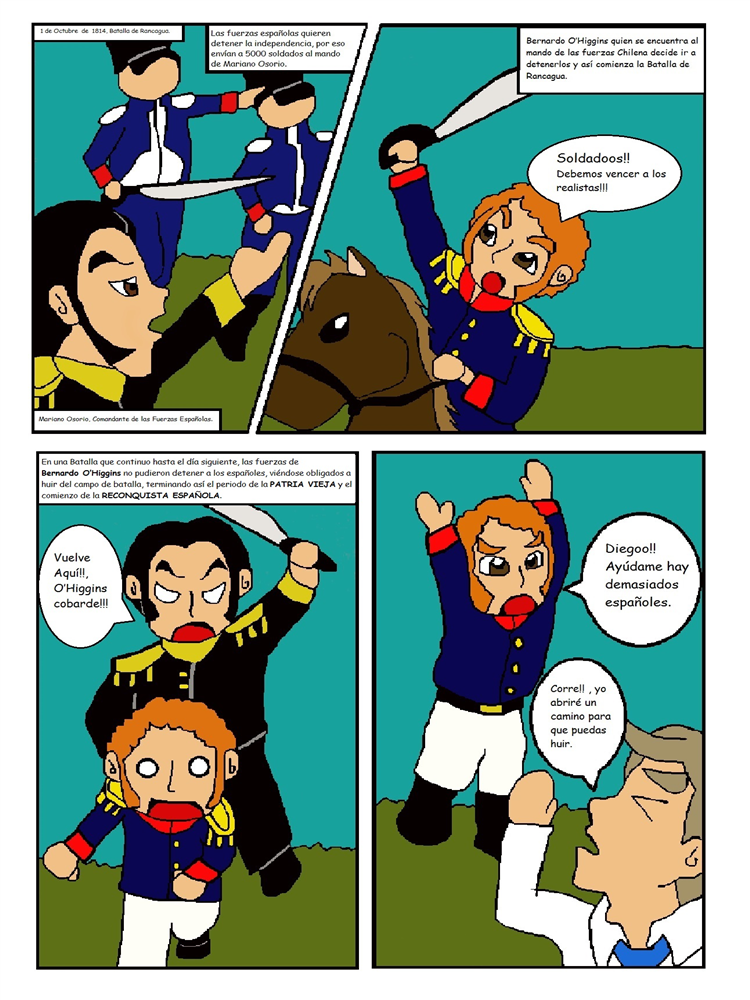 1 de Octubre de 1814, Batalla de Rancagua.
Las fuerzas españolas quieren
detener la independencia, por eso
envían a 5000 soldados al mando
de Mariano Osorio.
Mariano Osorio, Comandante de las Fuerzas Españolas.
Bernardo O’Higgins quien se encuentra al
mando de las fuerzas Chilena decide ir a
detenerlos y así comienza la Batalla de
Rancagua.
Soldadoos!!
Debemos vencer a los
realistas!!!
En una Batalla que continuo hasta el día siguiente, las fuerzas de
Bernardo O’Higgins no pudieron detener a los españoles, viéndose obligados a
huir del campo de batalla, terminando así el periodo de la PATRIA VIEJA y el
comienzo de la RECONQUISTA ESPAÑOLA.
Vuelve
Aquí!!,
O’Higgins
cobarde!!!
Diegoo!!
Ayúdame hay
demasiados
españoles.
Corre!! , yo
abriré un
camino para
que puedas
huir.